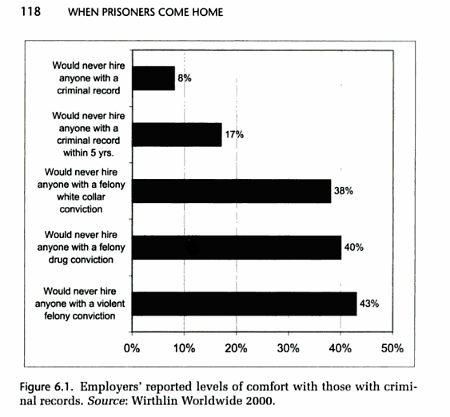 118 WHEN PRISONERS COME HOME
Would never hire
anyone with a
criminal record
8%
Would never hire
anyone with a
criminal record
within 5 yrs.
17%
Would never hire
anyone with a felony
white collar
conviction
38%
Would never hire
anyone with a felony
drug conviction
40%
Would never hire
anyone with a violent
felony conviction
43%
0% 10% 20% 30% 40% 50%
Figure 6.1. Employers' reported levels of comfort with those with crimi-
nal records. Source: Wirthlin Worldwide 2000.